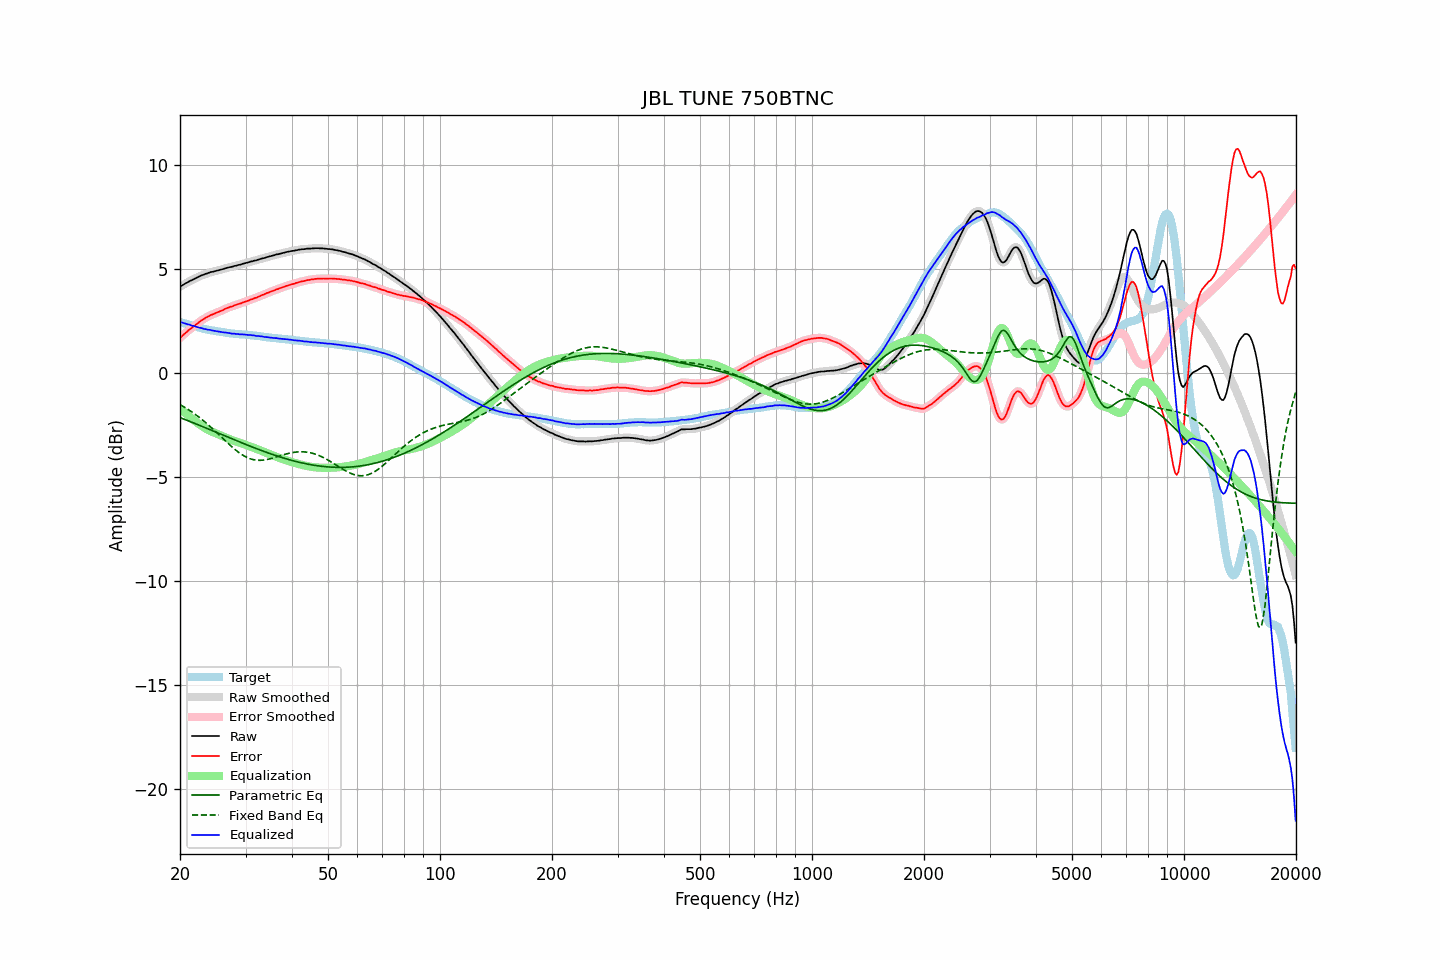 JBL TUNE 750BTNC
Amplitude (dBr)
10
5
0
−5
−10
−15
−20
Target
Raw Smoothed
Error Smoothed
Raw
Error
Equalization
Parametric Eq
Fixed Band Eq
Equalized
20 50 100 200 500 1000 2000 5000 10000 20000
Frequency (Hz)